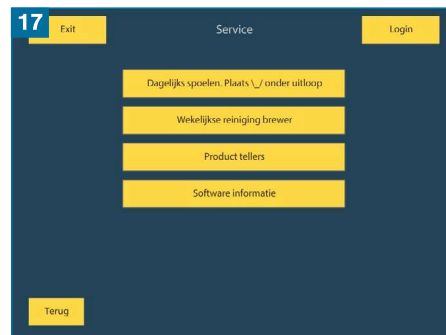 17
Exit
Service
Login
Dagelijks spoelen. Plaats \_/ onder uitloop
Wekelijkse reiniging brewer
Product tellers
Software informatie
Terug